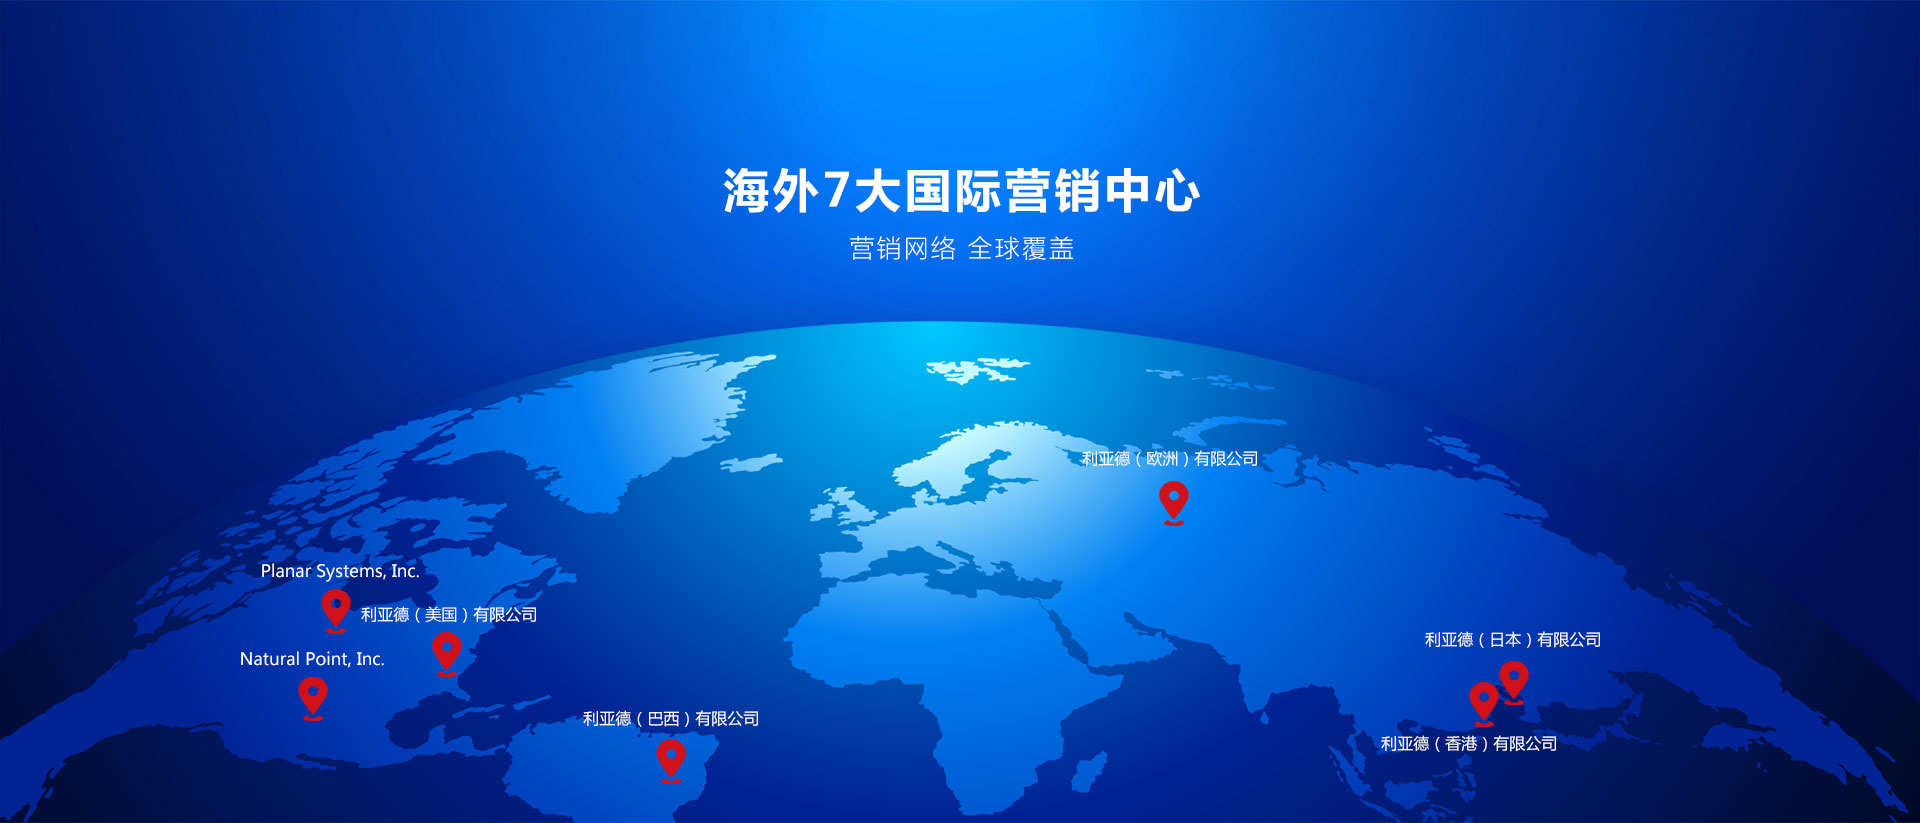 海外7大国际营销中心
营销网络 全球覆盖
利亚德（欧洲）有限公司
Planar Systems, Inc.
利亚德（美国）有限公司
Natural Point, Inc.
利亚德（日本）有限公司
利亚德（巴西）有限公司
利亚德（香港）有限公司